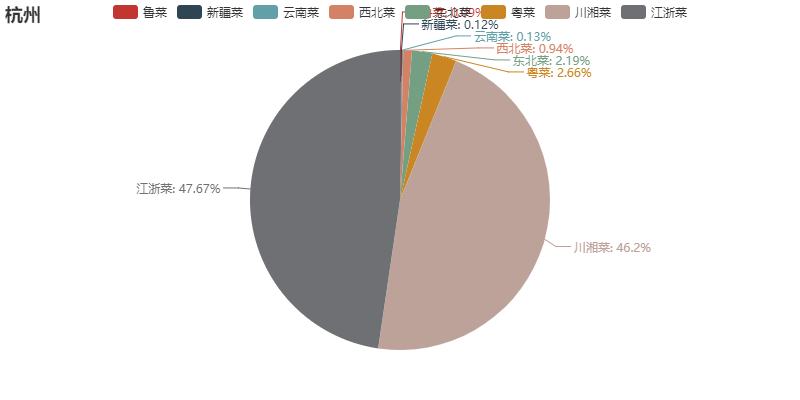 杭州
鲁菜
新疆菜
云南菜
西北菜
东北菜
粤菜
川湘菜
江浙菜
新疆菜: 0.12%
云南菜: 0.13%
西北菜: 0.94%
东北菜: 2.19%
粤菜: 2.66%
江浙菜: 47.67%
川湘菜: 46.2%